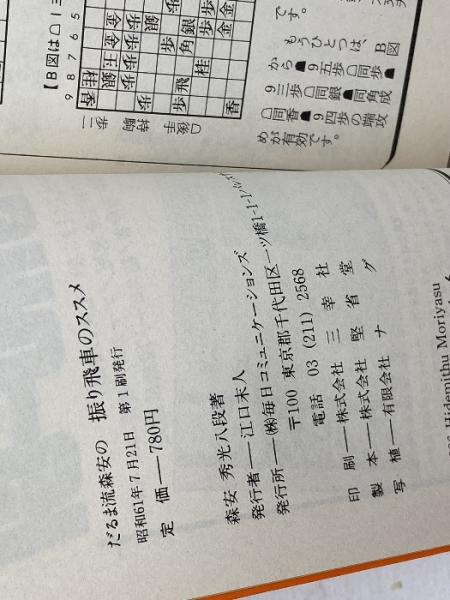 【B図は
9 8 7 6 5
もうひとつは、B図
から▲9五歩△同歩▲
9三歩△同銀▲同角成
△同香▲9四歩の端攻
めが有効です。
です。
△後手
持駒
歩二
だるま流森安の 振り飛車のススメ
昭和61年7月21日 第1刷発行
定 価──780円
森安 秀光八段著
発行者──江口末人
発行所──㈱毎日コミュニケーションズ
〒100 東京都千代田区一ツ橋1-1-1
電話 03 (211) 2568
印 刷──株式会社 三 幸 社
製 本──株式会社 堅 省 堂
写 植──有限会社 ナ グ
Hidemithu Moriyasu